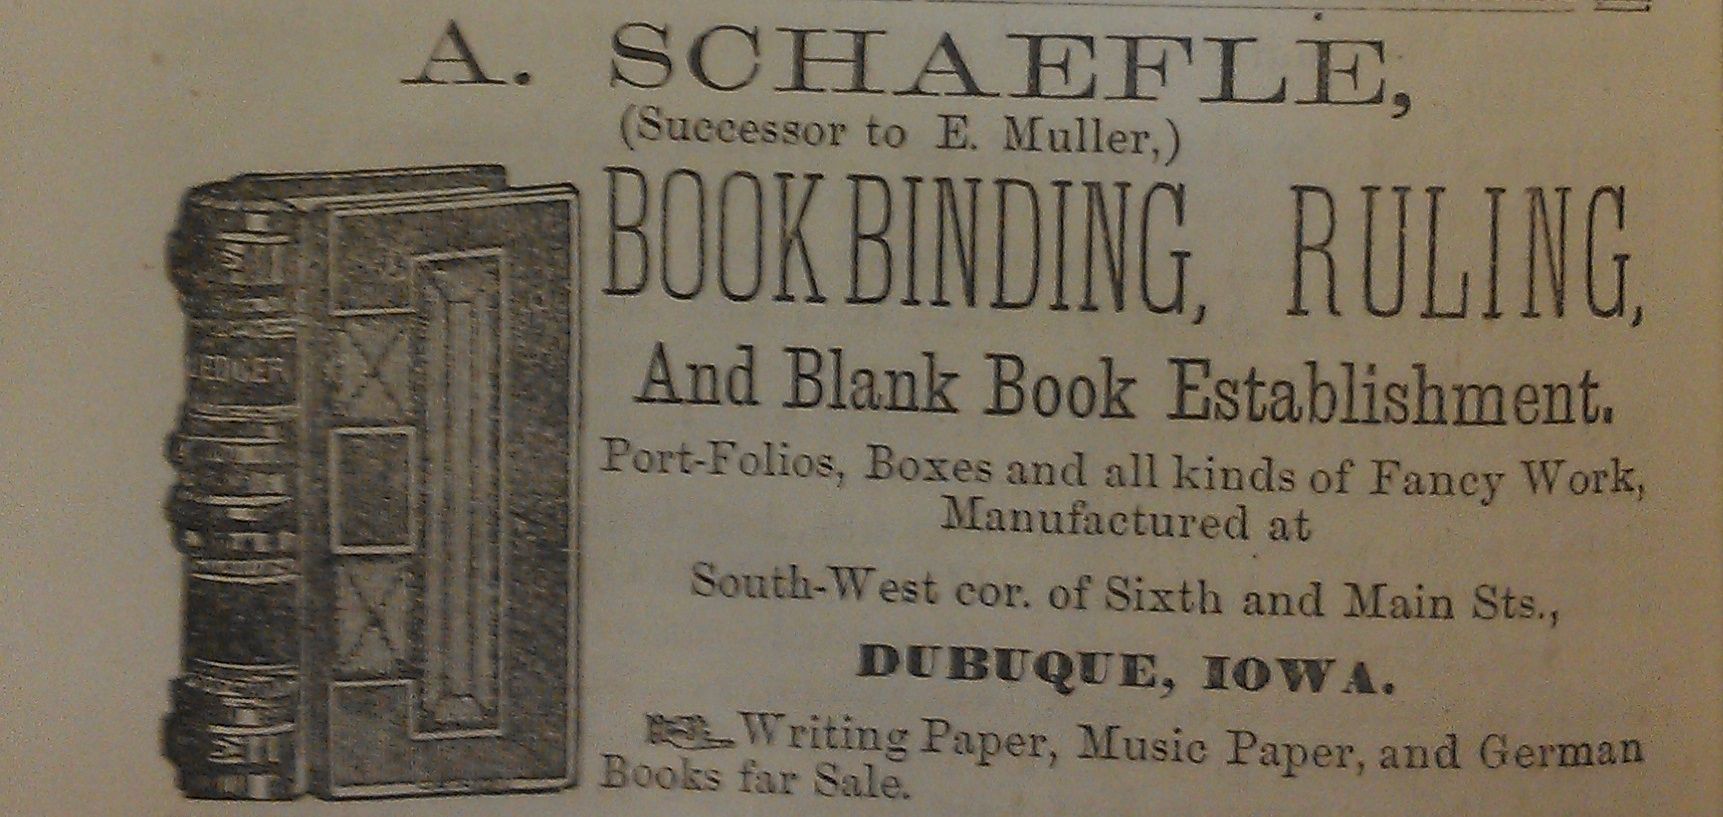 A. SCHAEFLE,
(Successor to E. Muller,)
BOOKBINDING, RULING,
And Blank Book Establishment.
Port-Folios, Boxes and all kinds of Fancy Work,
Manufactured at
South-West cor. of Sixth and Main Sts.,
DUBUQUE, IOWA.
Writing Paper, Music Paper, and German
Books far Sale.
LEDGER